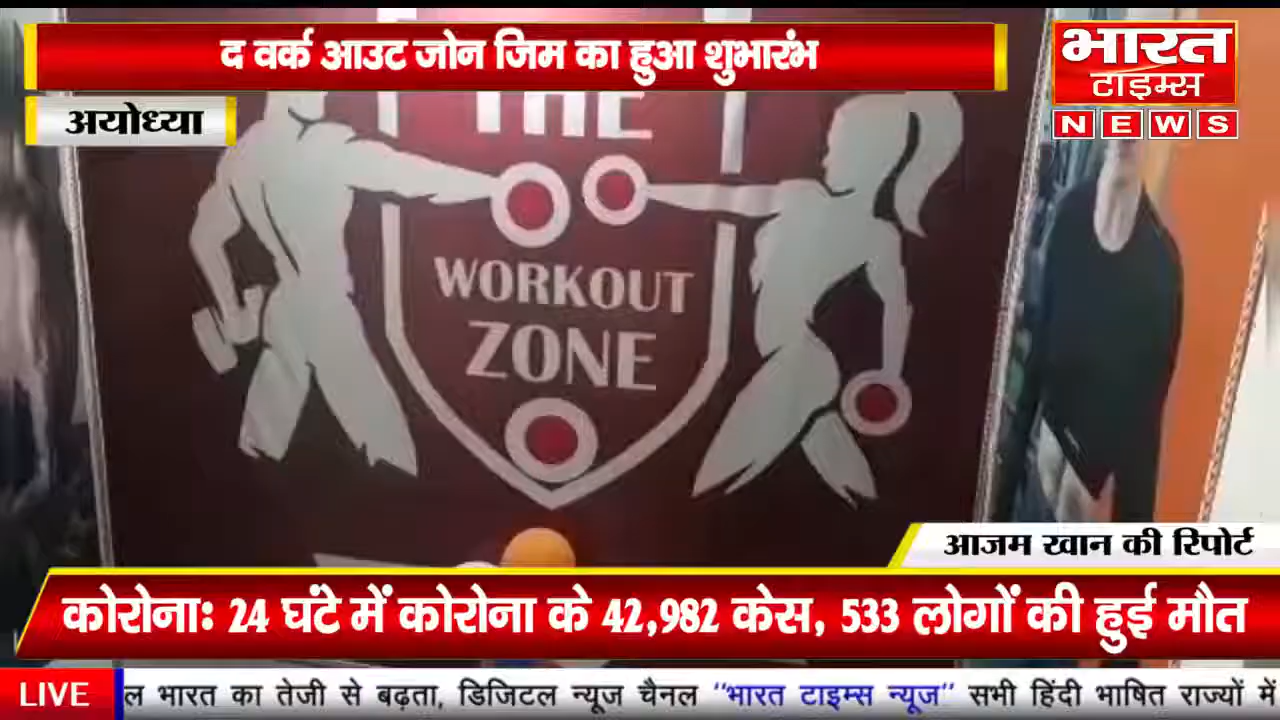 द वर्क आउट जोन जिम का हुआ शुभारंभ
भारत
टाइम्स
NEWS
अयोध्या
THE
WORKOUT
ZONE
आजम खान की रिपोर्ट
कोरोनाः 24 घंटे में कोरोना के 42,982 केस, 533 लोगों की हुई मौत
LIVE
ल भारत का तेजी से बढ़ता, डिजिटल न्यूज चैनल "भारत टाइम्स न्यूज" सभी हिंदी भाषित राज्यों में